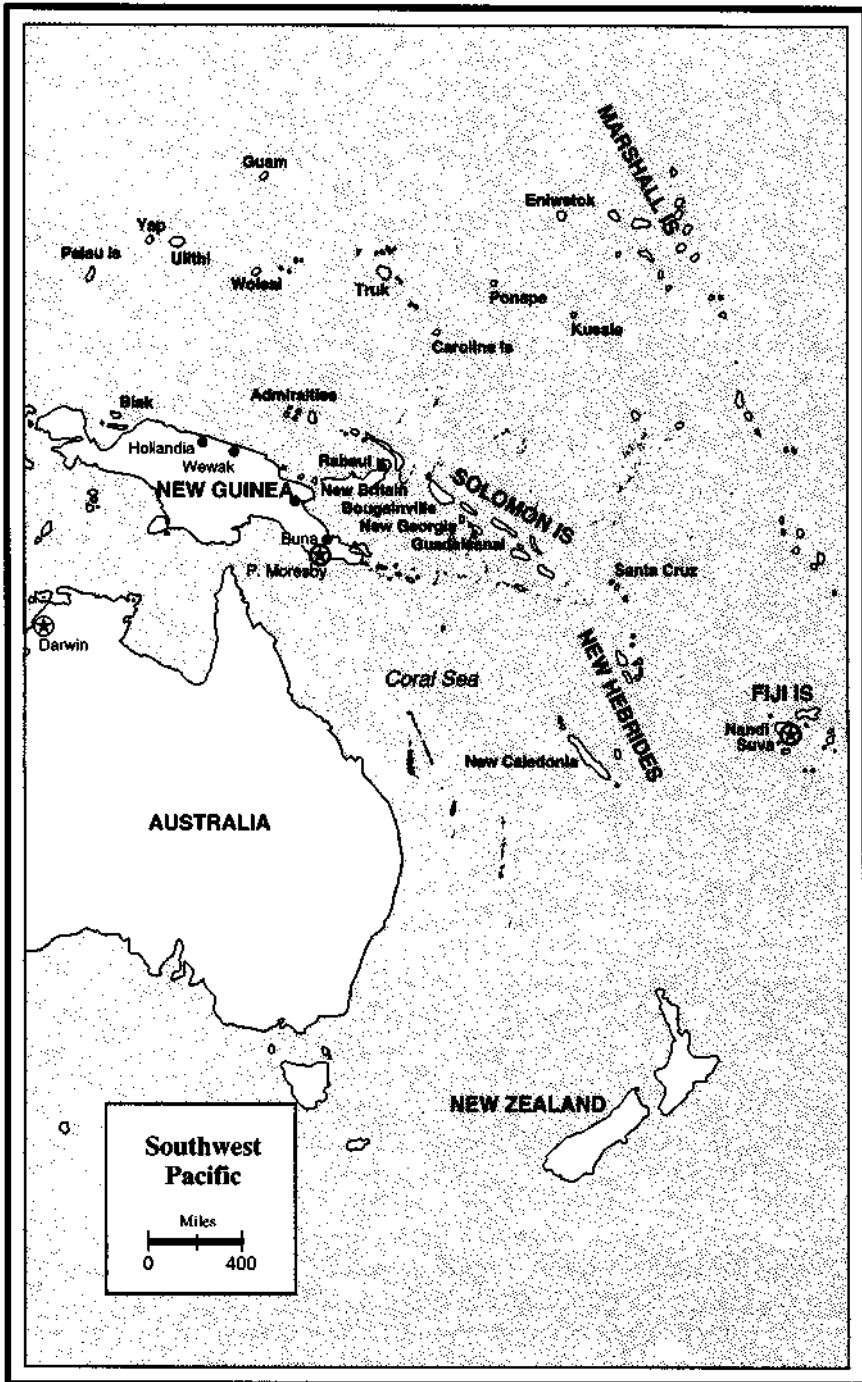 MARSHALL IS
Guam
Eniwetok
Yap
Ulithi
Palau Is
Woleai
Truk
Ponape
Kusaie
Caroline Is
Biak
Admiralties
Hollandia
Wewak
Rabaul
NEW GUINEA
New Britain
SOLOMON IS
Bougainville
New Georgia
Guadalcanal
Buna
P. Moresby
Santa Cruz
Darwin
Coral Sea
NEW HEBRIDES
FIJI IS
Nandi
Suva
New Caledonia
AUSTRALIA
NEW ZEALAND
Southwest
Pacific
Miles
0 400